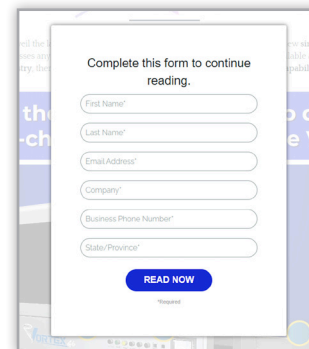 Complete this form to continue
reading.
First Name*
Last Name*
Email Address*
Company*
Business Phone Number*
State/Province*
READ NOW
*Required